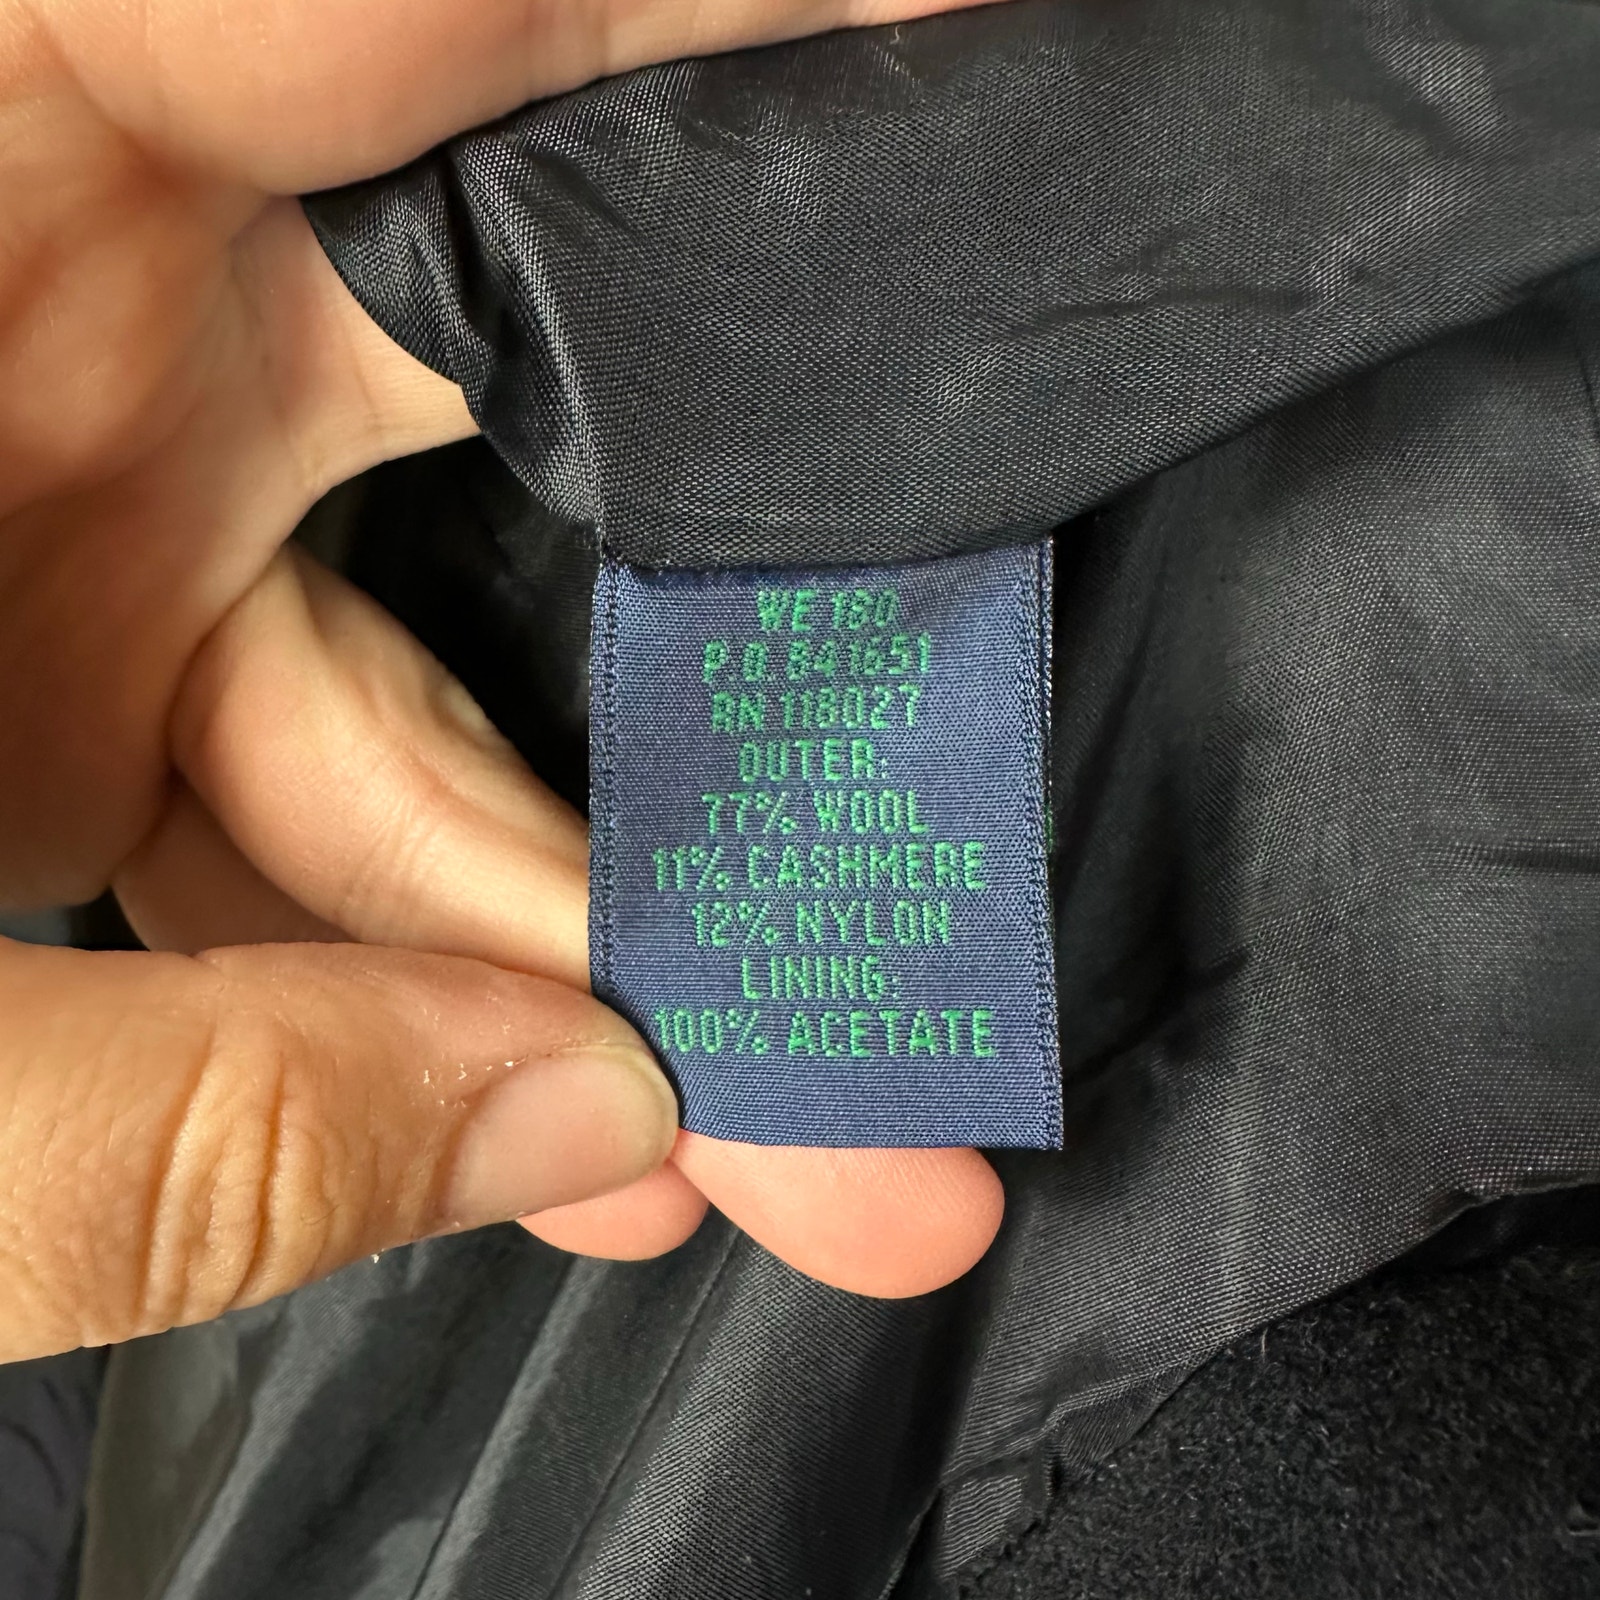 WE 180
P.O. 841651
RN 118027
OUTER:
77% WOOL
11% CASHMERE
12% NYLON
LINING:
100% ACETATE